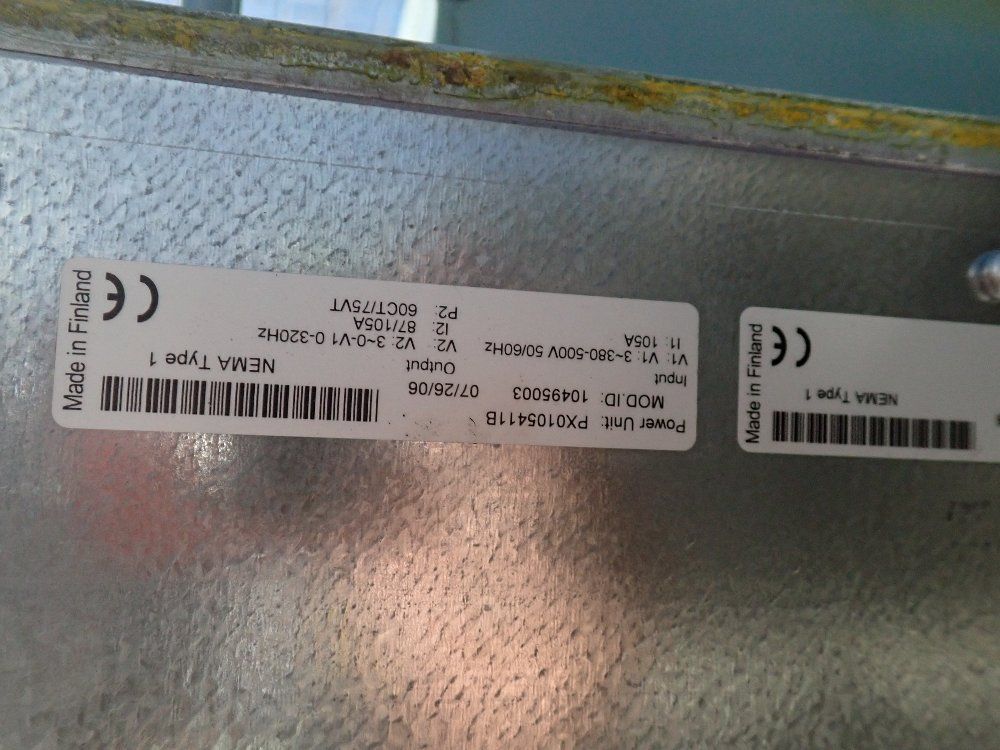 Power Unit: PX0105411B
MOD.ID: 10495003 07/26/06
Input
V1: V1: 3~380-500V 50/60Hz
I1: 105A
Output
V2: V2: 3~0-V1 0-320Hz
I2: 87/105A
P2: 60CT/75VT
NEMA Type 1
CE
Made in Finland
NEMA Type 1
CE
Made in Finland